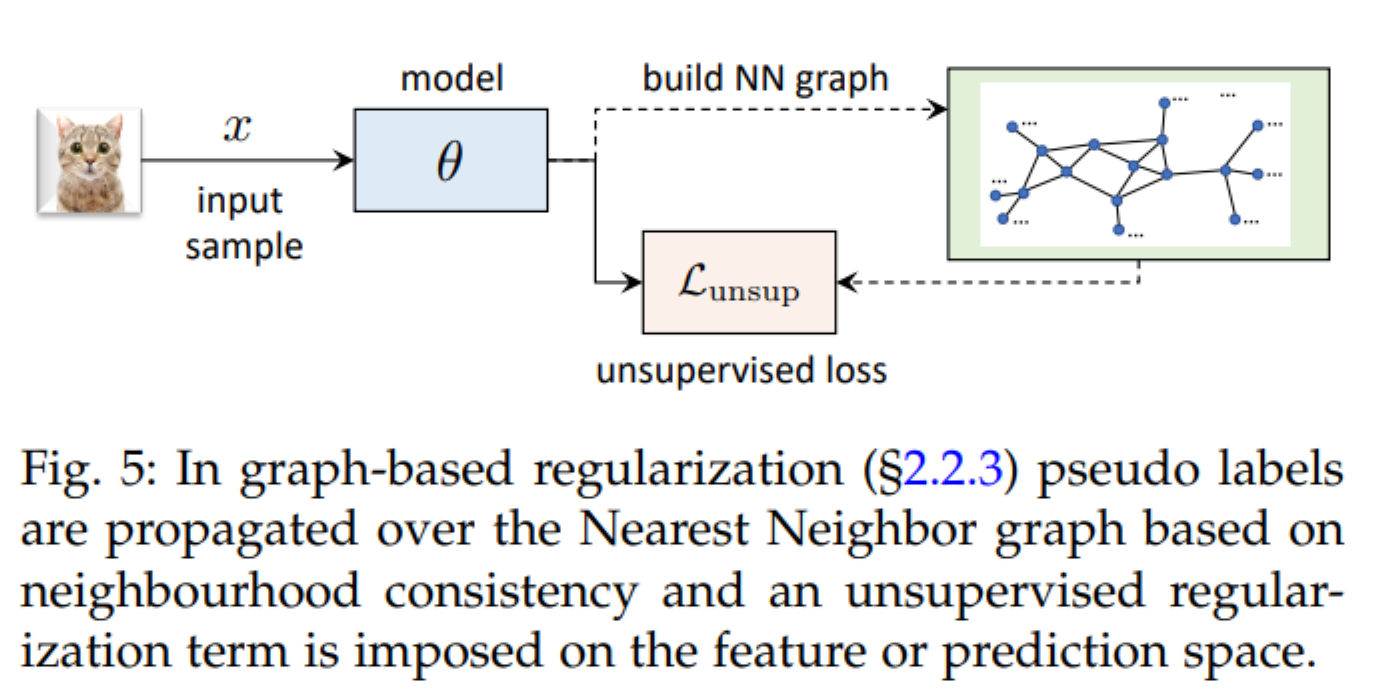 model
build NN graph
x
θ
input
sample
ℒunsup
unsupervised loss
...
...
...
...
...
...
...
...
...
Fig. 5: In graph-based regularization (§2.2.3) pseudo labels
are propagated over the Nearest Neighbor graph based on
neighbourhood consistency and an unsupervised regular-
ization term is imposed on the feature or prediction space.